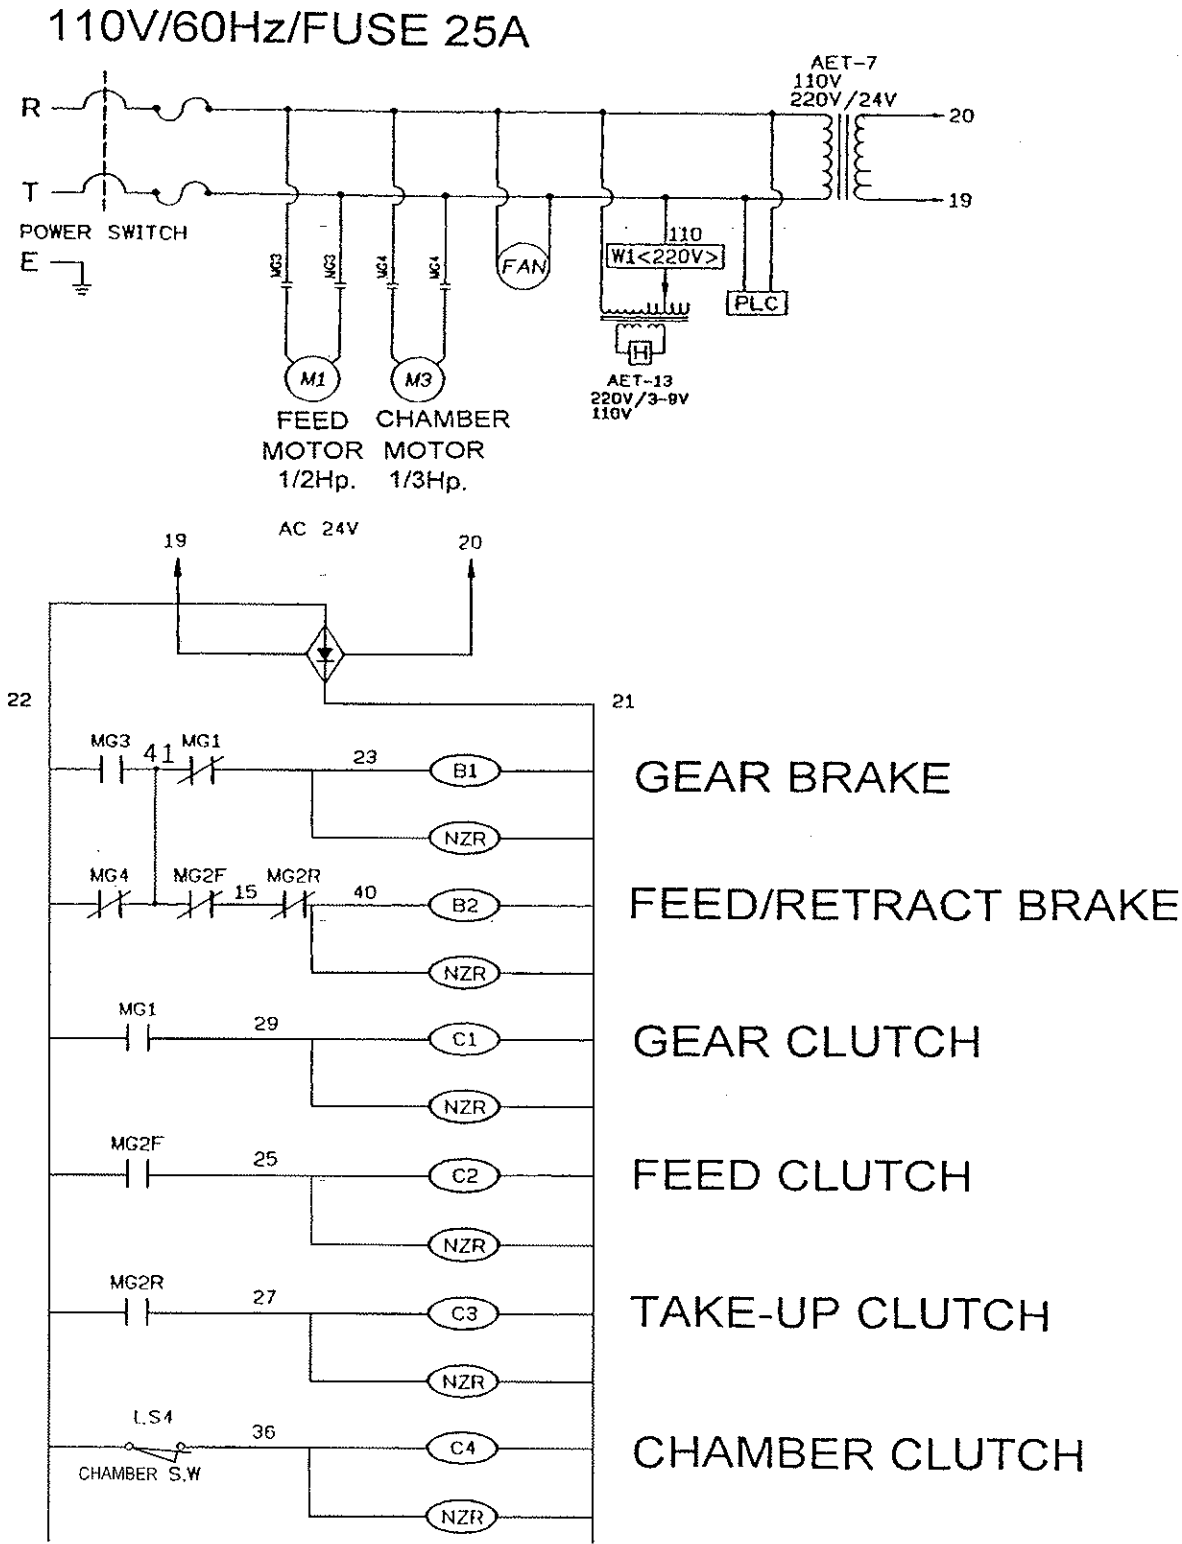 110V/60Hz/FUSE 25A
AET-7
110V
220V/24V
R
20
T
19
POWER SWITCH
E
MG3
MG3
MG4
MG4
FAN
110
W1<220V>
PLC
H
M1
M3
AET-13
220V/3-9V
110V
FEED
MOTOR
1/2Hp.
CHAMBER
MOTOR
1/3Hp.
AC 24V
19
20
22
21
MG3
41
MG1
23
B1
GEAR BRAKE
NZR
MG4
MG2F
15
MG2R
40
B2
FEED/RETRACT BRAKE
NZR
MG1
29
C1
GEAR CLUTCH
NZR
MG2F
25
C2
FEED CLUTCH
NZR
MG2R
27
C3
TAKE-UP CLUTCH
NZR
LS4
36
C4
CHAMBER CLUTCH
CHAMBER S.W
NZR